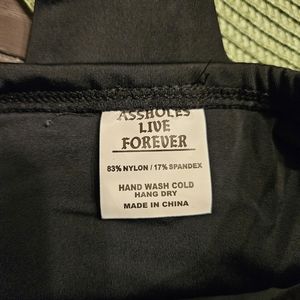 ASSHOLES
LIVE
FOREVER
83% NYLON / 17% SPANDEX
HAND WASH COLD
HANG DRY
MADE IN CHINA